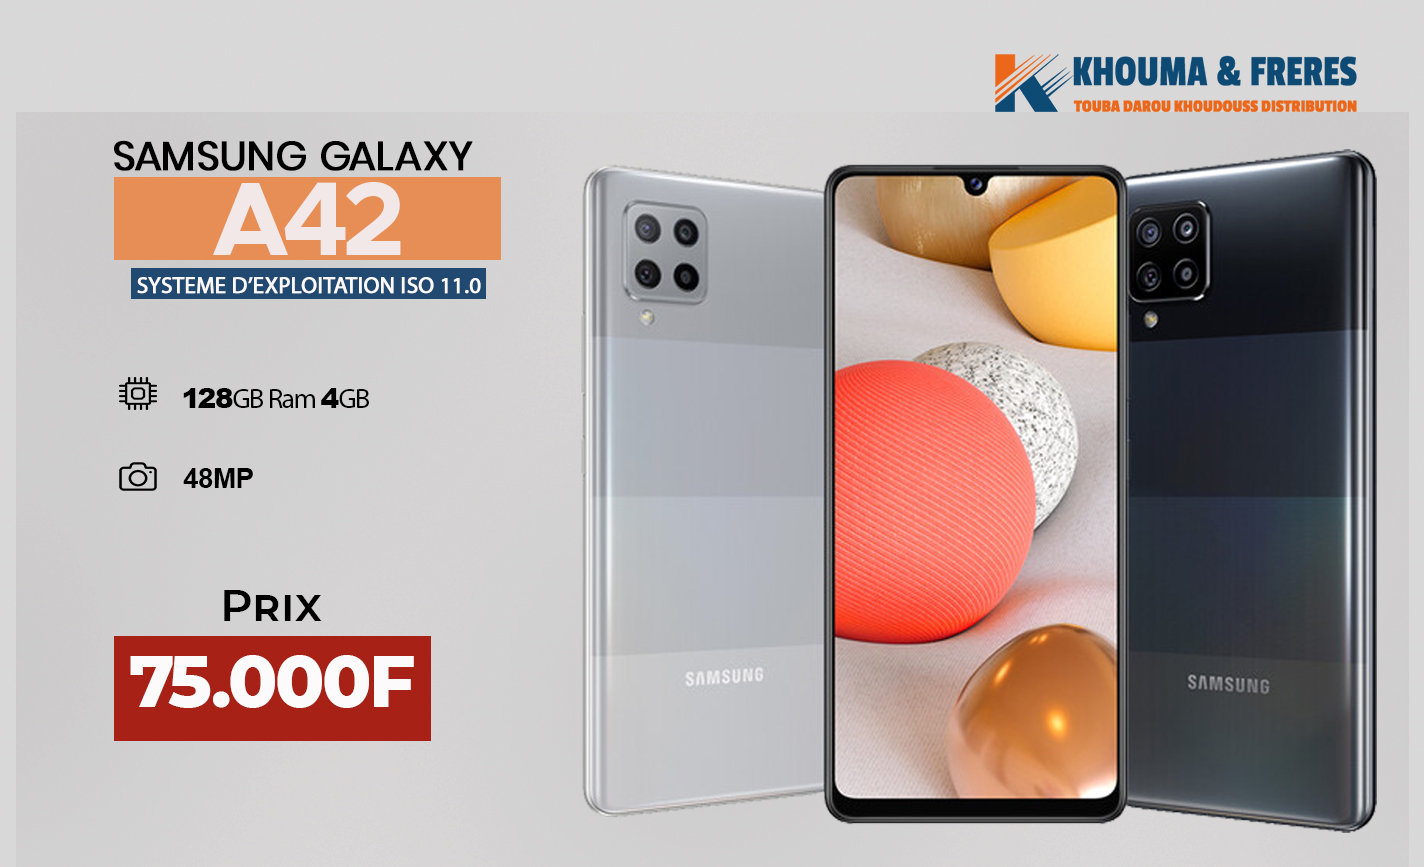 KHOUMA & FRERES
TOUBA DAROU KHOUDOUSS DISTRIBUTION
SAMSUNG GALAXY
A42
SYSTEME D'EXPLOITATION ISO 11.0
128GB Ram 4GB
48MP
PRIX
75.000F
SAMSUNG
SAMSUNG